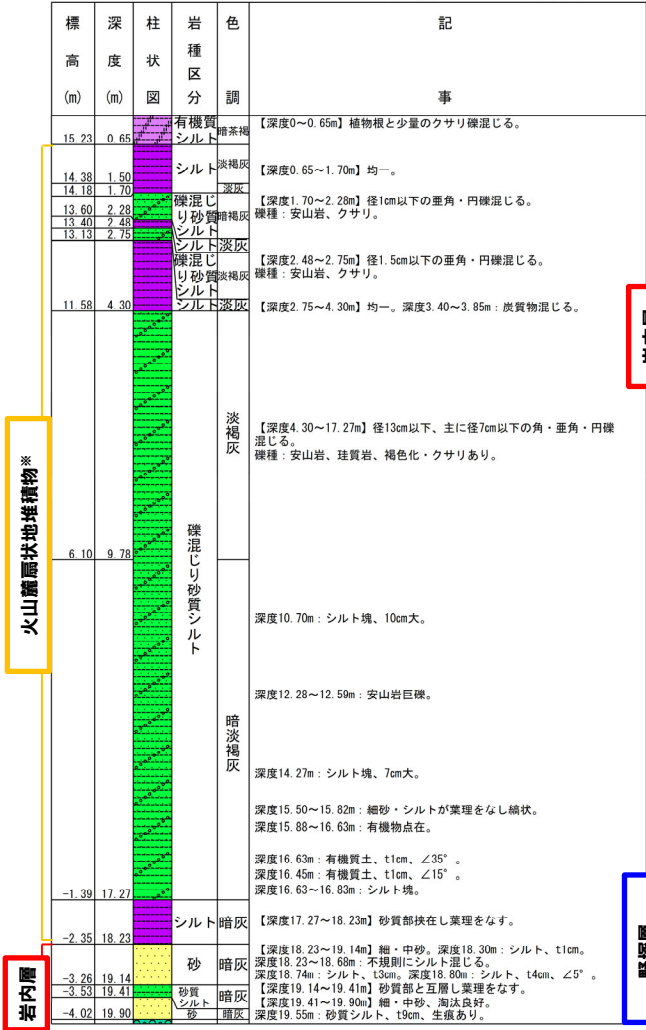 標高(m)
深度(m)
柱状図
岩種区分
色調
記事
有機質シルト
暗茶褐
【深度0～0.65m】植物根と少量のクサリ礫混じる。
15.23 0.65
シルト
淡褐灰
【深度0.65～1.70m】均一。
14.38 1.50
淡灰
14.18 1.70
礫混じり砂質シルト
暗褐灰
【深度1.70～2.28m】径1cm以下の亜角・円礫混じる。
礫種：安山岩、クサリ。
13.60 2.28
13.40 2.48
シルト
淡灰
13.13 2.75
礫混じり砂質シルト
淡褐灰
【深度2.48～2.75m】径1.5cm以下の亜角・円礫混じる。
礫種：安山岩、クサリ。
シルト
淡灰
【深度2.75～4.30m】均一。深度3.40～3.85m：炭質物混じる。
11.58 4.30
火山麓扇状地堆積物※
礫混じり砂質シルト
淡褐灰
【深度4.30～17.27m】径13cm以下、主に径7cm以下の角・亜角・円礫
混じる。
礫種：安山岩、珪質岩、褐色化・クサリあり。
6.10 9.78
暗淡褐灰
深度10.70m：シルト塊、10cm大。
深度12.28～12.59m：安山岩巨礫。
深度14.27m：シルト塊、7cm大。
深度15.50～15.82m：細砂・シルトが葉理をなし縞状。
深度15.88～16.63m：有機物点在。
深度16.63m：有機質土、t1cm、∠35°。
深度16.45m：有機質土、t1cm、∠15°。
深度16.63～16.83m：シルト塊。
-1.39 17.27
シルト
暗灰
【深度17.27～18.23m】砂質部挟在し葉理をなす。
-2.35 18.23
岩内層
砂
暗灰
【深度18.23～19.14m】細・中砂。深度18.30m：シルト、t1cm。
深度18.23～18.68m：不規則にシルト混じる。
深度18.74m：シルト、t3cm。深度18.80m：シルト、t4cm、∠5°。
-3.26 19.14
砂質シルト
暗灰
【深度19.14～19.41m】砂質部と互層し葉理をなす。
-3.53 19.41
砂
暗灰
【深度19.41～19.90m】細・中砂、淘汰良好。
深度19.55m：砂質シルト、t9cm、生痕あり。
-4.02 19.90